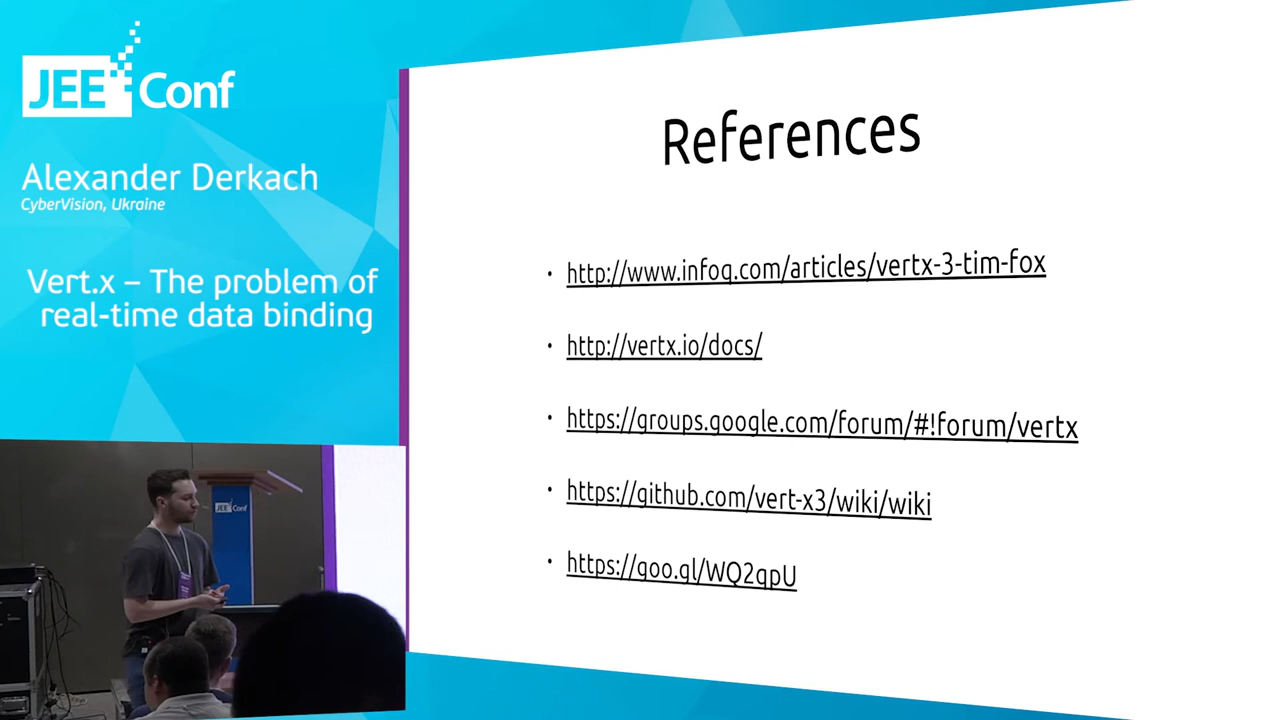 JEE Conf
Alexander Derkach
CyberVision, Ukraine
Vert.x – The problem of
real-time data binding
References
• http://www.infoq.com/articles/vertx-3-tim-fox
• http://vertx.io/docs/
• https://groups.google.com/forum/#!forum/vertx
• https://github.com/vert-x3/wiki/wiki
• https://goo.gl/WQ2qpU
JEE Conf